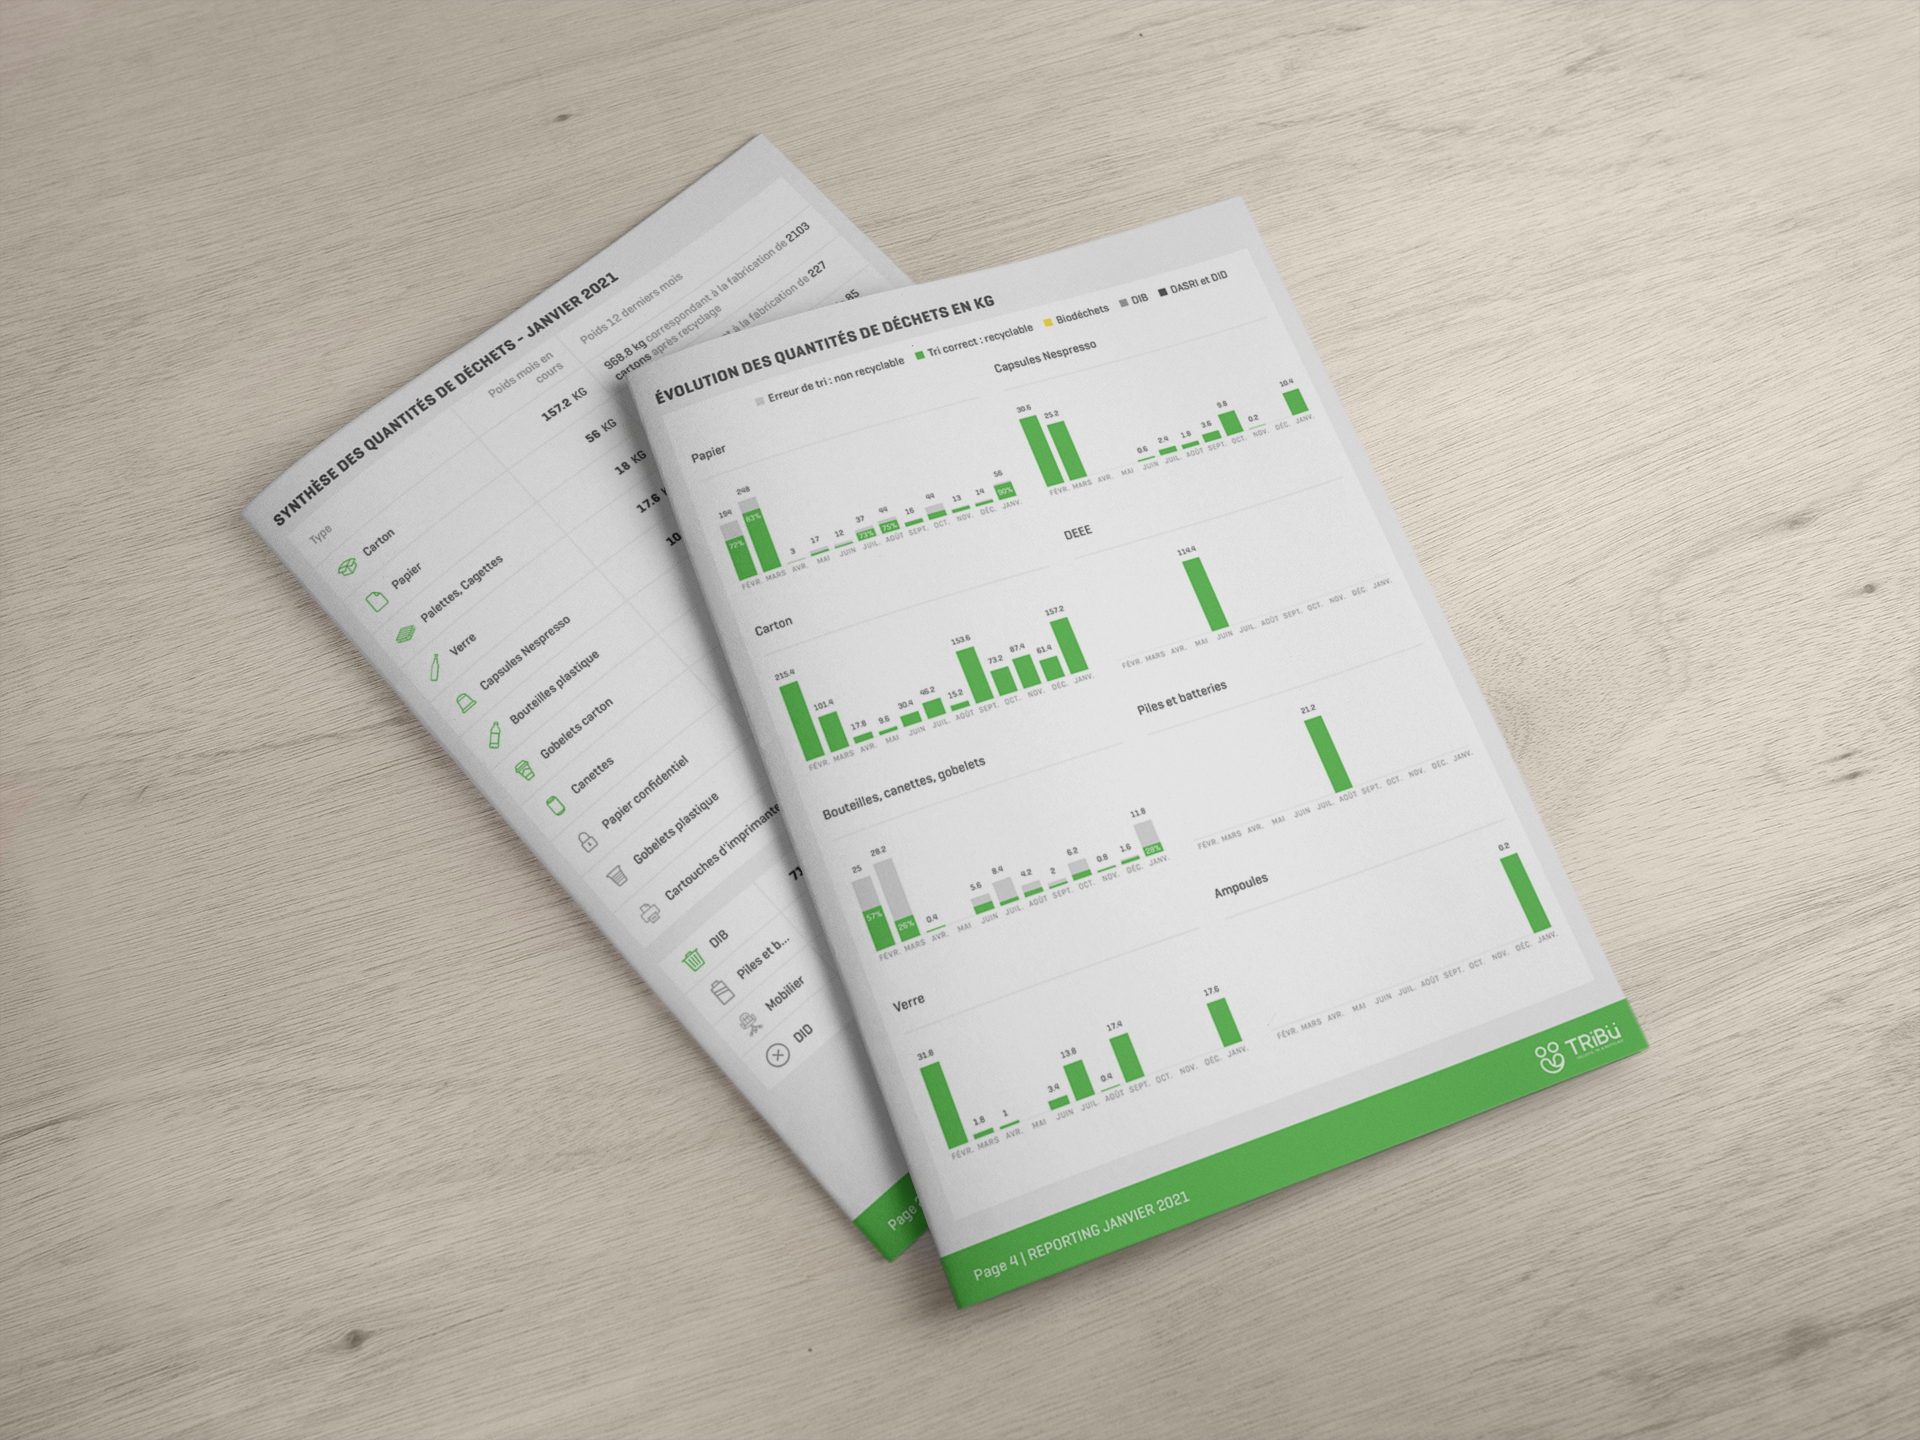 SYNTHÈSE DES QUANTITÉS DE DÉCHETS - JANVIER 2021
Type
Poids mois en
cours
Poids 12 derniers mois
Carton
157.2 KG
968.8 kg correspondant à la fabrication de 2103
cartons après recyclage
Papier
56 KG
à la fabrication de 227
Palettes, Cagettes
18 KG
85
Verre
17.6
Capsules Nespresso
10
Bouteilles plastique
Gobelets carton
Canettes
Papier confidentiel
Gobelets plastique
Cartouches d'imprimante
DIB
Piles et b...
Mobilier
DID
Page
ÉVOLUTION DES QUANTITÉS DE DÉCHETS EN KG
Erreur de tri : non recyclable
Tri correct : recyclable
Biodéchets
DIB
DASRI et DID
Papier
194 248 3 17 12 37 44 16 44 13 14 56
72% 83% 73% 75% 90%
FÉVR. MARS AVR. MAI JUIN JUIL. AOÛT SEPT. OCT. NOV. DÉC. JANV.
Capsules Nespresso
30.6 25.2 0.6 2.4 1.8 3.6 9.8 0.2 10.4
FÉVR. MARS AVR. MAI JUIN JUIL. AOÛT SEPT. OCT. NOV. DÉC. JANV.
Carton
215.4 101.4 17.8 9.6 30.4 46.2 15.2 153.6 73.2 87.4 61.4 157.2
FÉVR. MARS AVR. MAI JUIN JUIL. AOÛT SEPT. OCT. NOV. DÉC. JANV.
DEEE
114.4
FÉVR. MARS AVR. MAI JUIN JUIL. AOÛT SEPT. OCT. NOV. DÉC. JANV.
Bouteilles, canettes, gobelets
25 28.2 0.4 5.6 8.4 4.2 2 6.2 0.8 1.6 11.8
57% 26% 28%
FÉVR. MARS AVR. MAI JUIN JUIL. AOÛT SEPT. OCT. NOV. DÉC. JANV.
Piles et batteries
21.2
FÉVR. MARS AVR. MAI JUIN JUIL. AOÛT SEPT. OCT. NOV. DÉC. JANV.
Verre
31.8 1.8 1 3.4 13.8 0.4 17.4 17.6
FÉVR. MARS AVR. MAI JUIN JUIL. AOÛT SEPT. OCT. NOV. DÉC. JANV.
Ampoules
0.2
FÉVR. MARS AVR. MAI JUIN JUIL. AOÛT SEPT. OCT. NOV. DÉC. JANV.
TRiBü
Page 4 | REPORTING JANVIER 2021